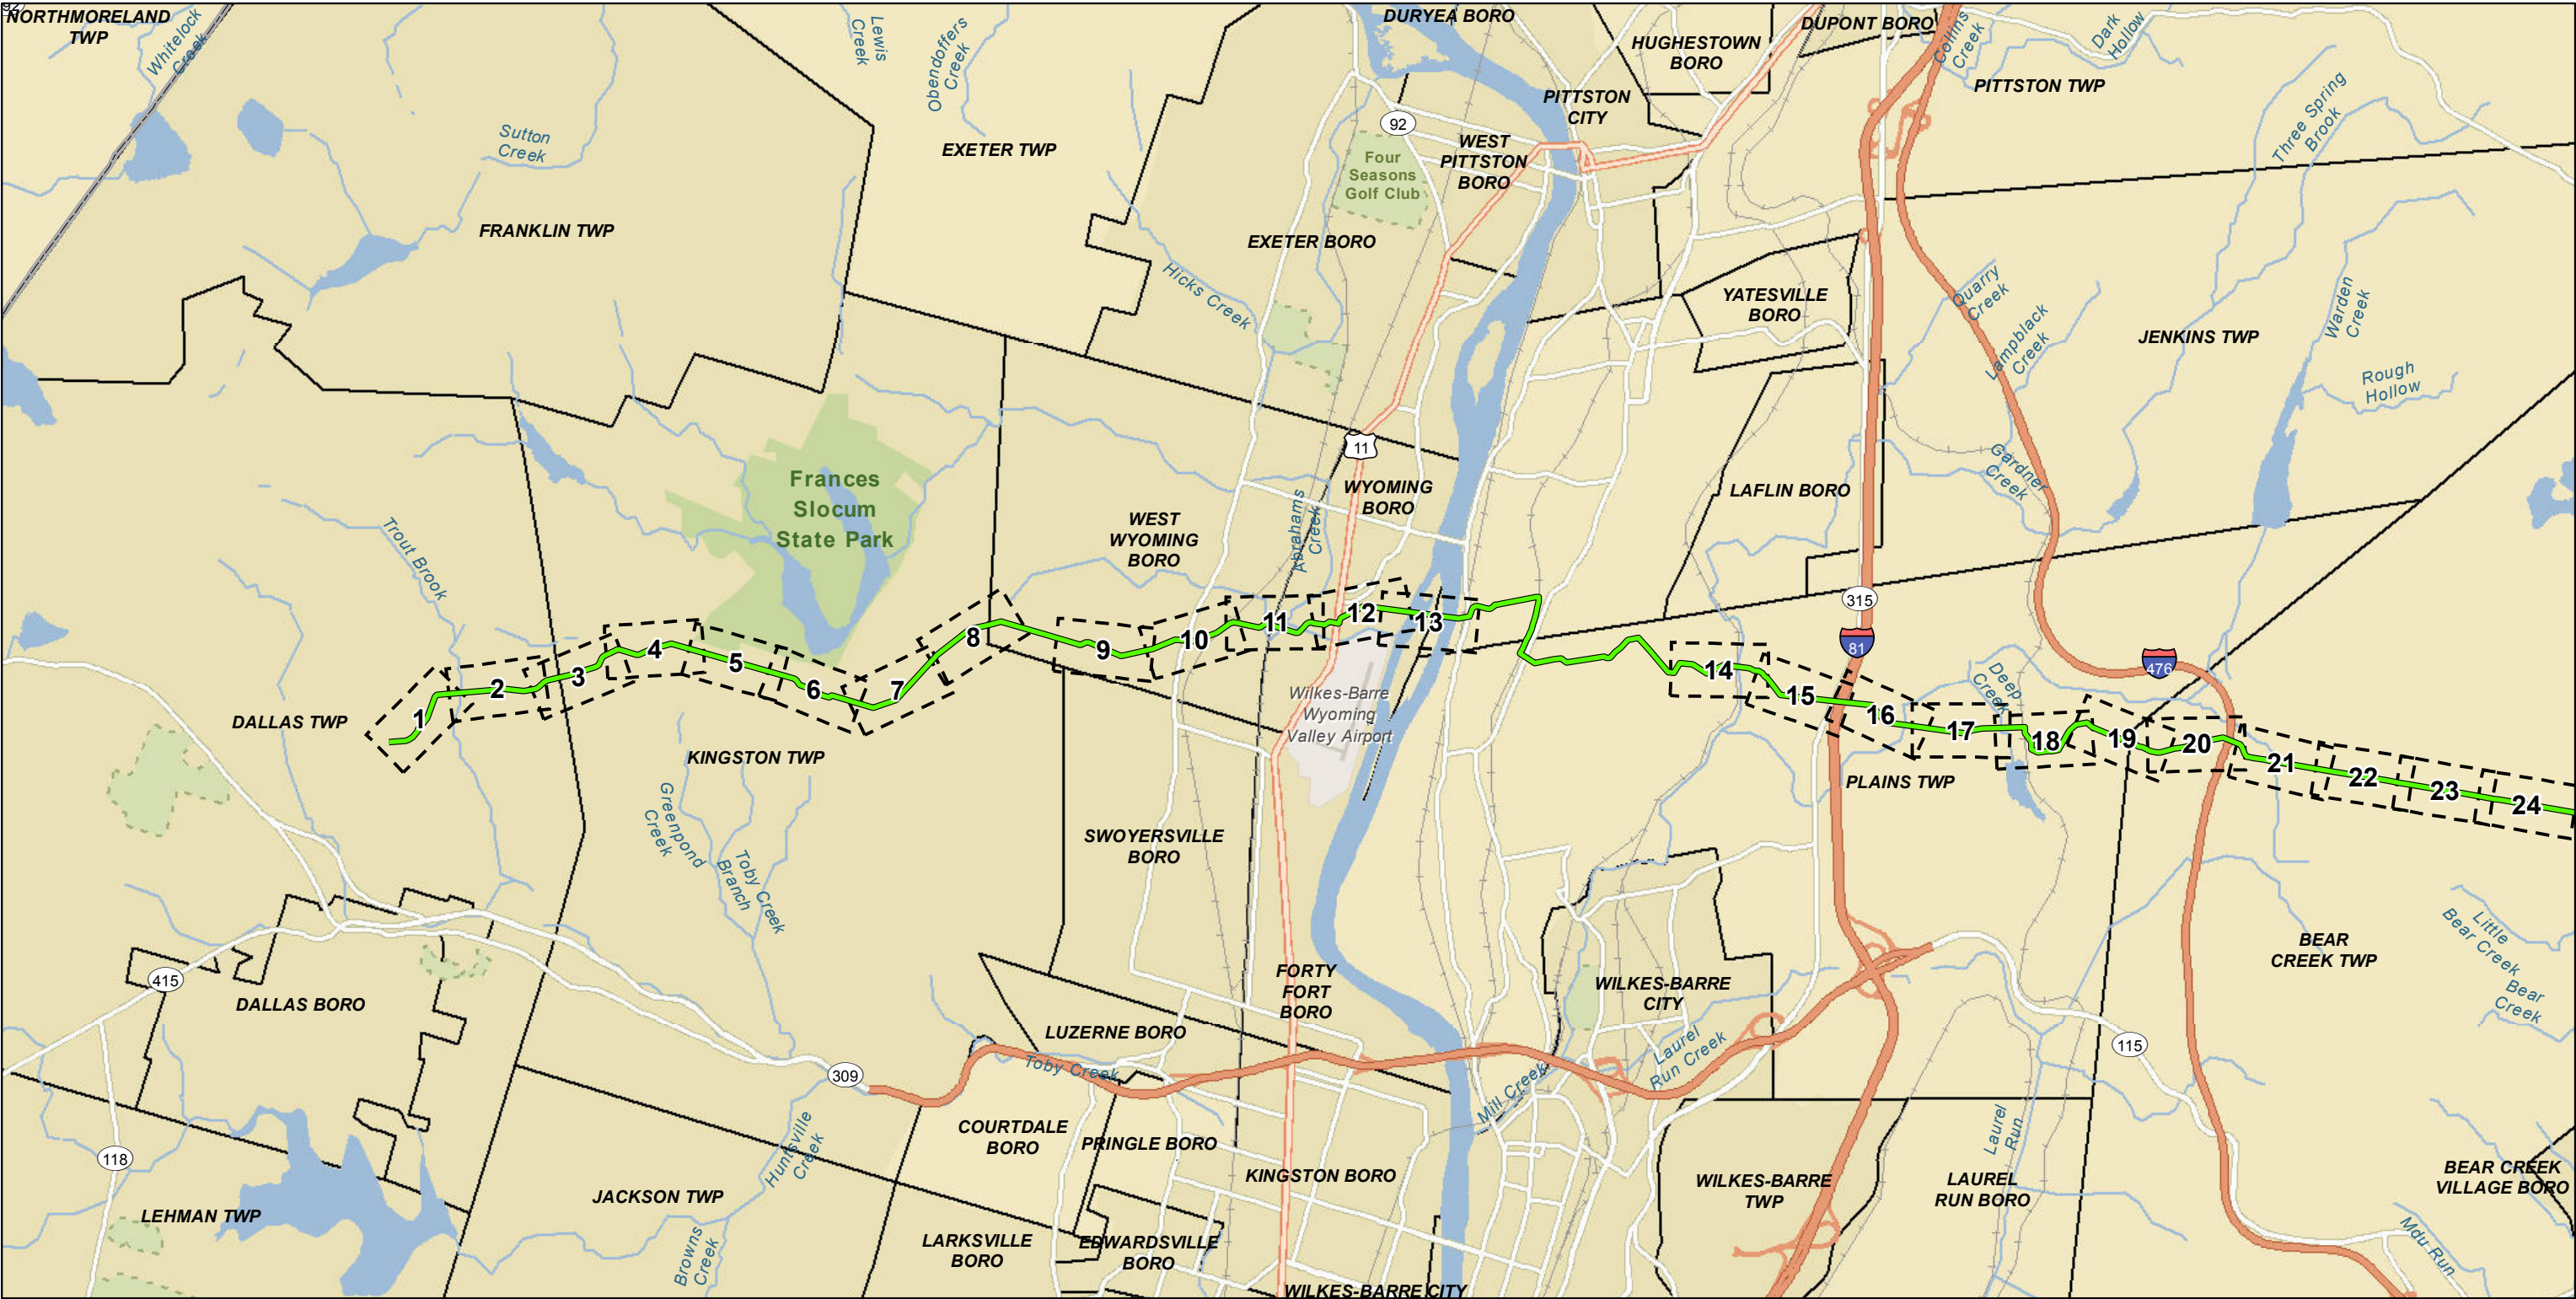 92
NORTHMORELAND
TWP
Whitelock
Creek
Lewis
Creek
Obendoffers
Creek
DURYEA BORO
HUGHESTOWN
BORO
DUPONT BORO
Collins
Creek
Dark
Hollow
PITTSTON TWP
Three Spring
Brook
Sutton
Creek
EXETER TWP
92
PITTSTON
CITY
WEST
PITTSTON
BORO
Four
Seasons
Golf Club
FRANKLIN TWP
EXETER BORO
Hicks Creek
YATESVILLE
BORO
Quarry
Creek
Lampblack
Creek
JENKINS TWP
Warden
Creek
Rough
Hollow
11
WYOMING
BORO
LAFLIN BORO
Gardner
Creek
Frances
Slocum
State Park
WEST
WYOMING
BORO
Abrahams
Creek
Trout Brook
315
81
476
1
2
3
4
5
6
7
8
9
10
11
12
13
14
15
16
17
18
19
20
21
22
23
24
Deep
Creek
DALLAS TWP
KINGSTON TWP
Wilkes-Barre
Wyoming
Valley Airport
PLAINS TWP
Greenpond
Creek
Toby Creek
Branch
SWOYERSVILLE
BORO
415
DALLAS BORO
FORTY
FORT
BORO
WILKES-BARRE
CITY
BEAR
CREEK TWP
Little
Bear Creek
Bear
Creek
LUZERNE BORO
Toby Creek
309
Laurel
Run Creek
115
Mill Creek
118
Huntsville
Creek
COURTDALE
BORO
PRINGLE BORO
KINGSTON BORO
WILKES-BARRE
TWP
Laurel
Run
LAUREL
RUN BORO
BEAR CREEK
VILLAGE BORO
LEHMAN TWP
JACKSON TWP
Browns
Creek
LARKSVILLE
BORO
EDWARDSVILLE
BORO
WILKES-BARRE CITY
Mdu Run